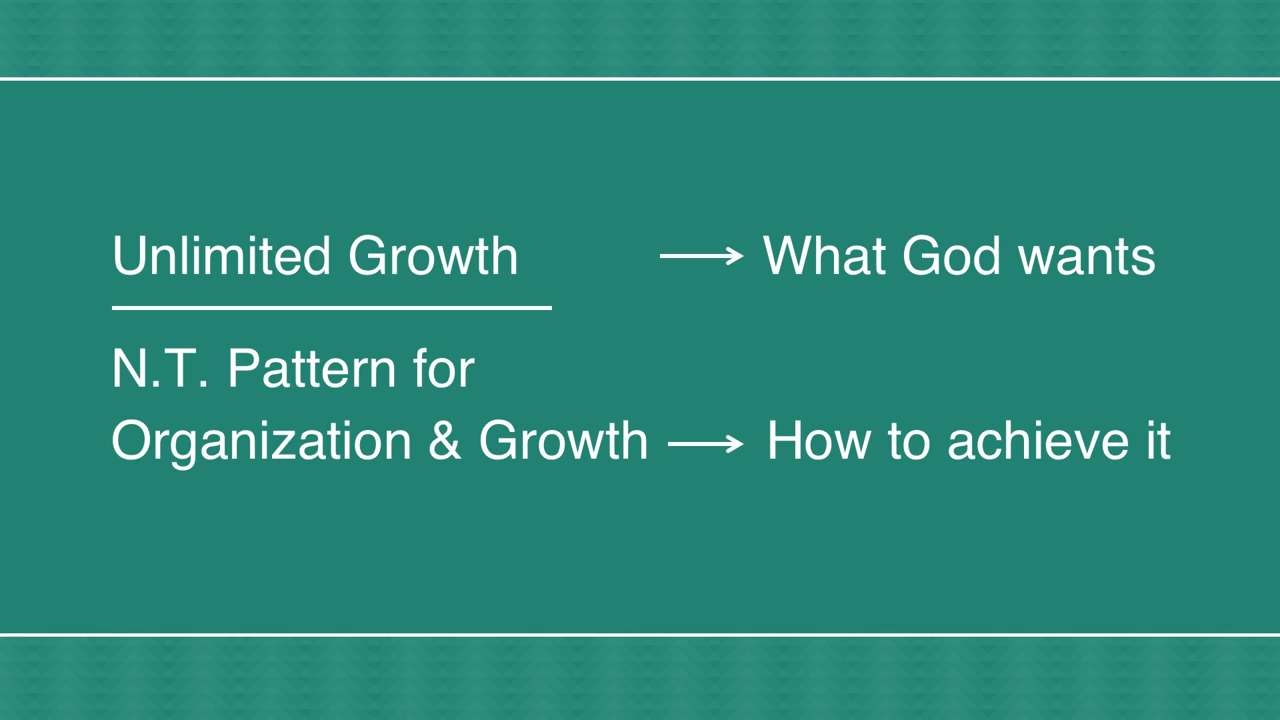 Unlimited Growth → What God wants
N.T. Pattern for
Organization & Growth → How to achieve it